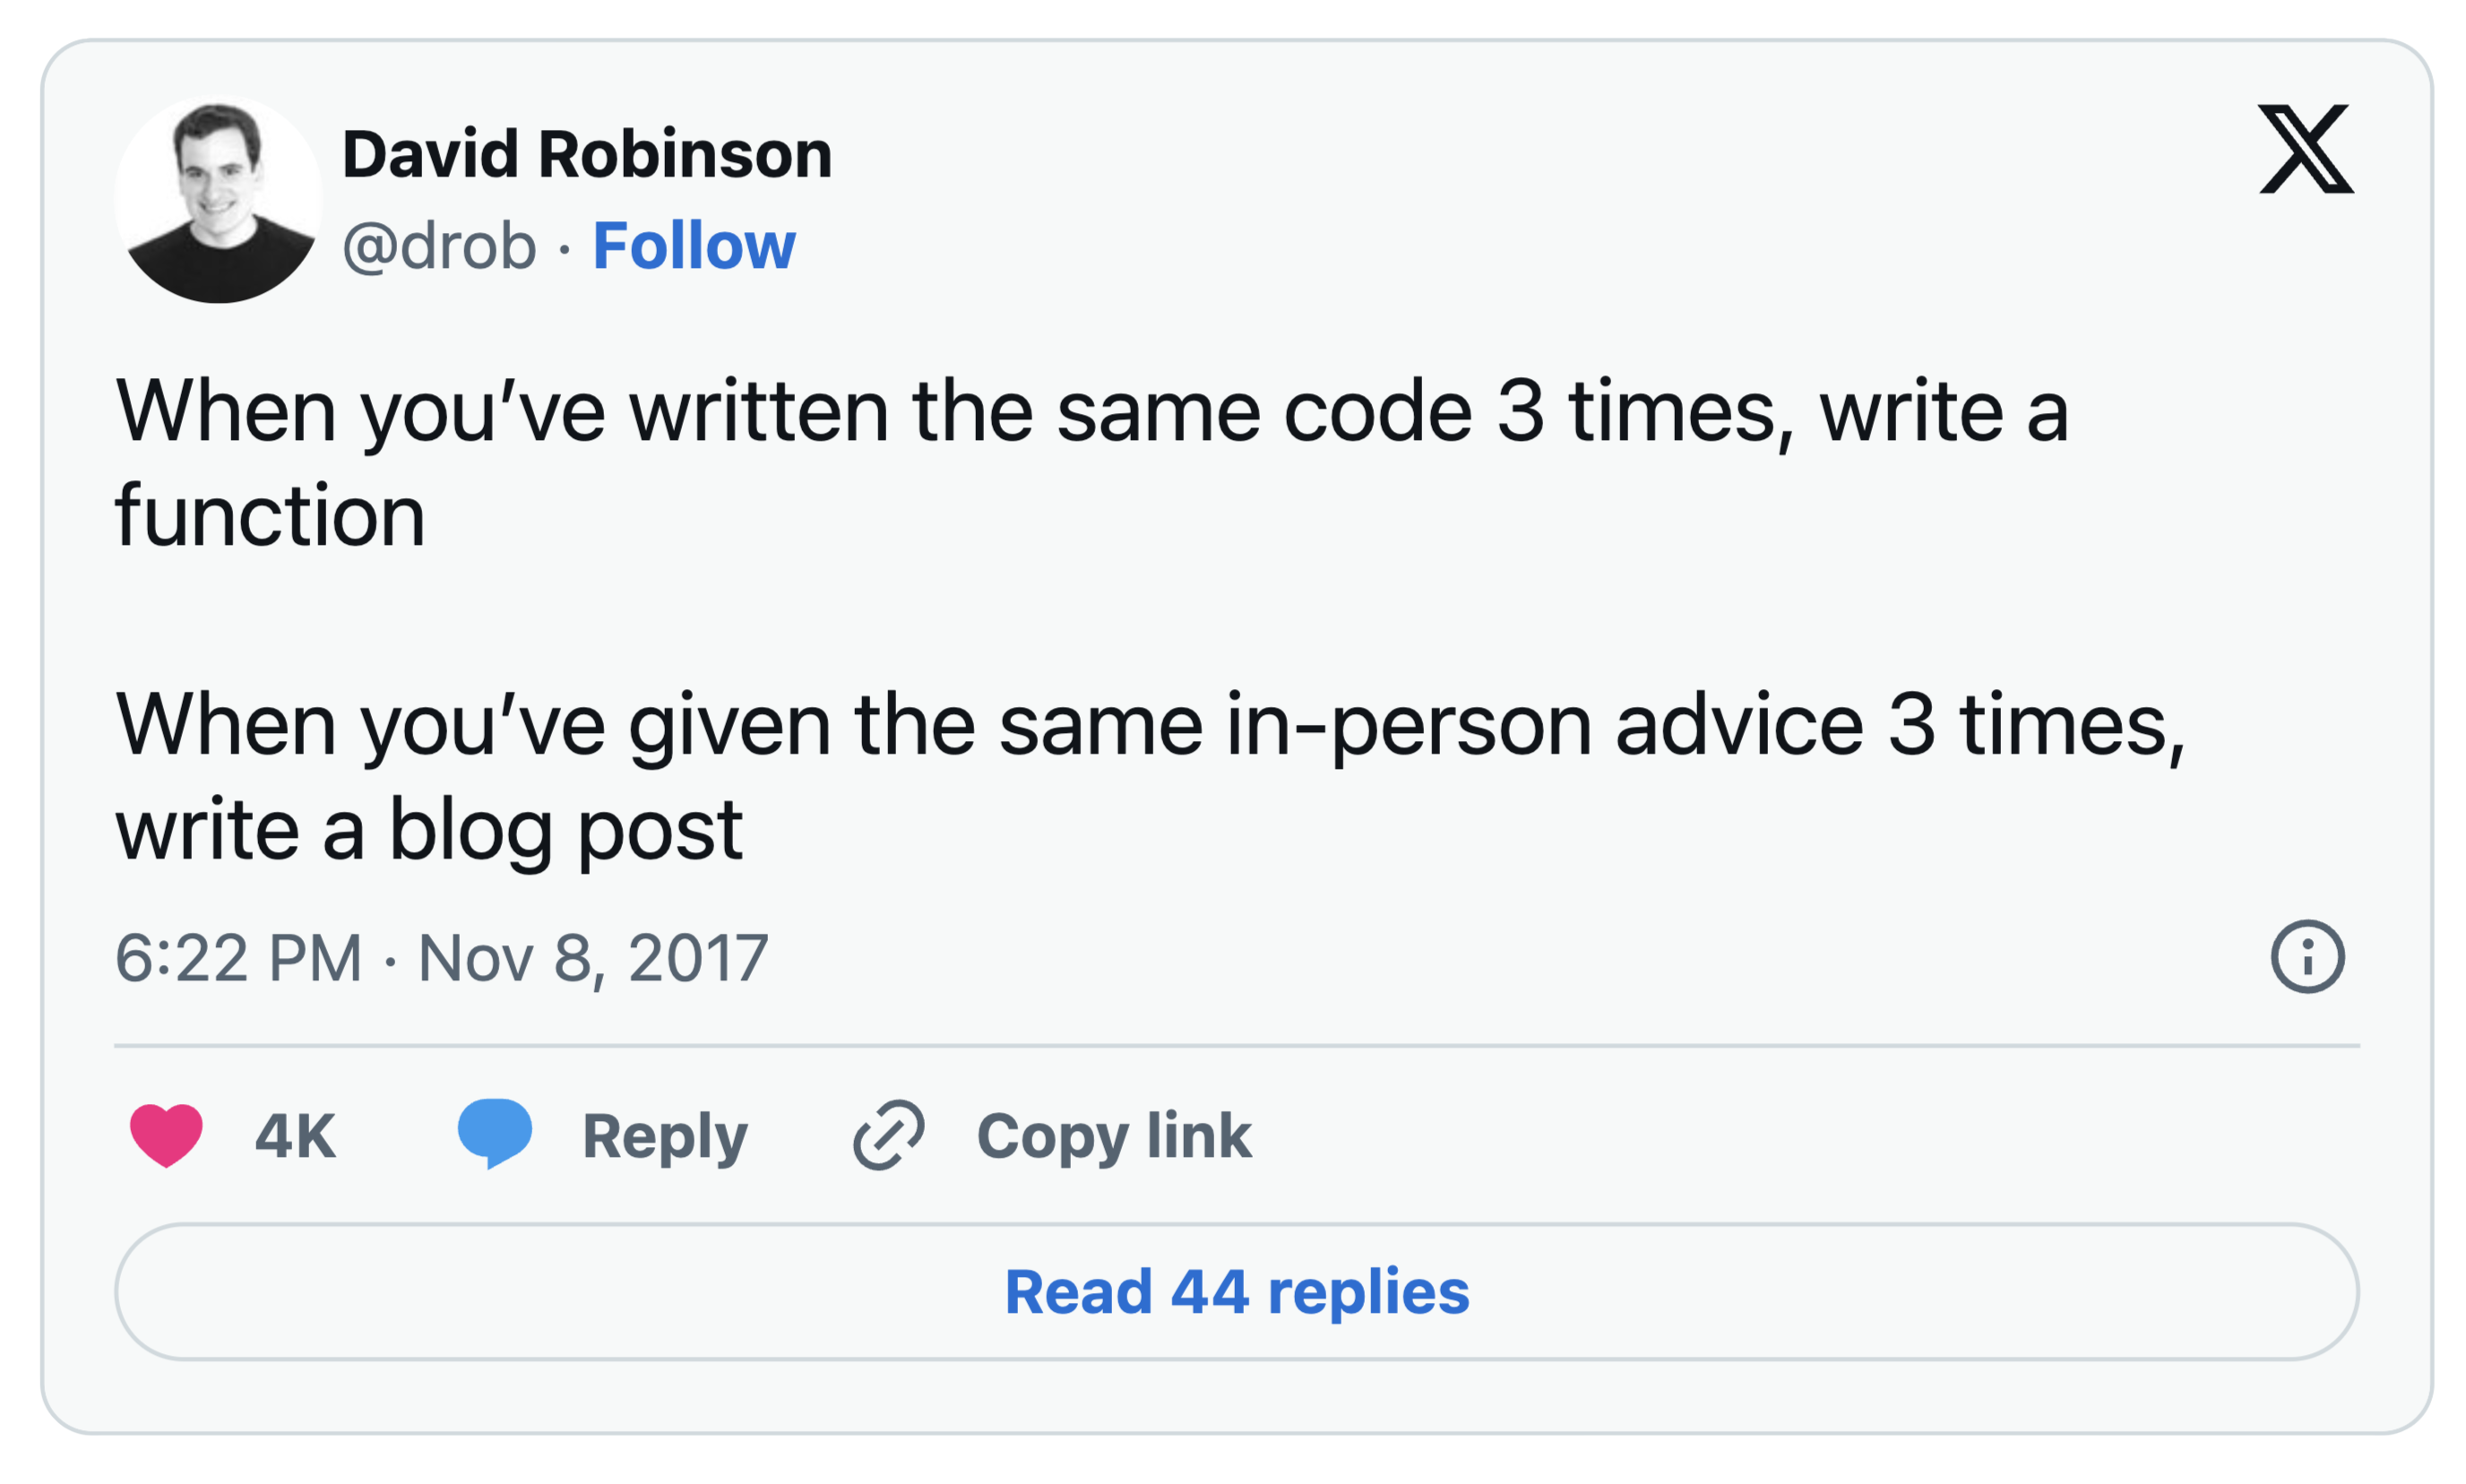 David Robinson
@drob · Follow
When you’ve written the same code 3 times, write a
function
When you’ve given the same in-person advice 3 times,
write a blog post
6:22 PM · Nov 8, 2017
4K Reply Copy link
Read 44 replies